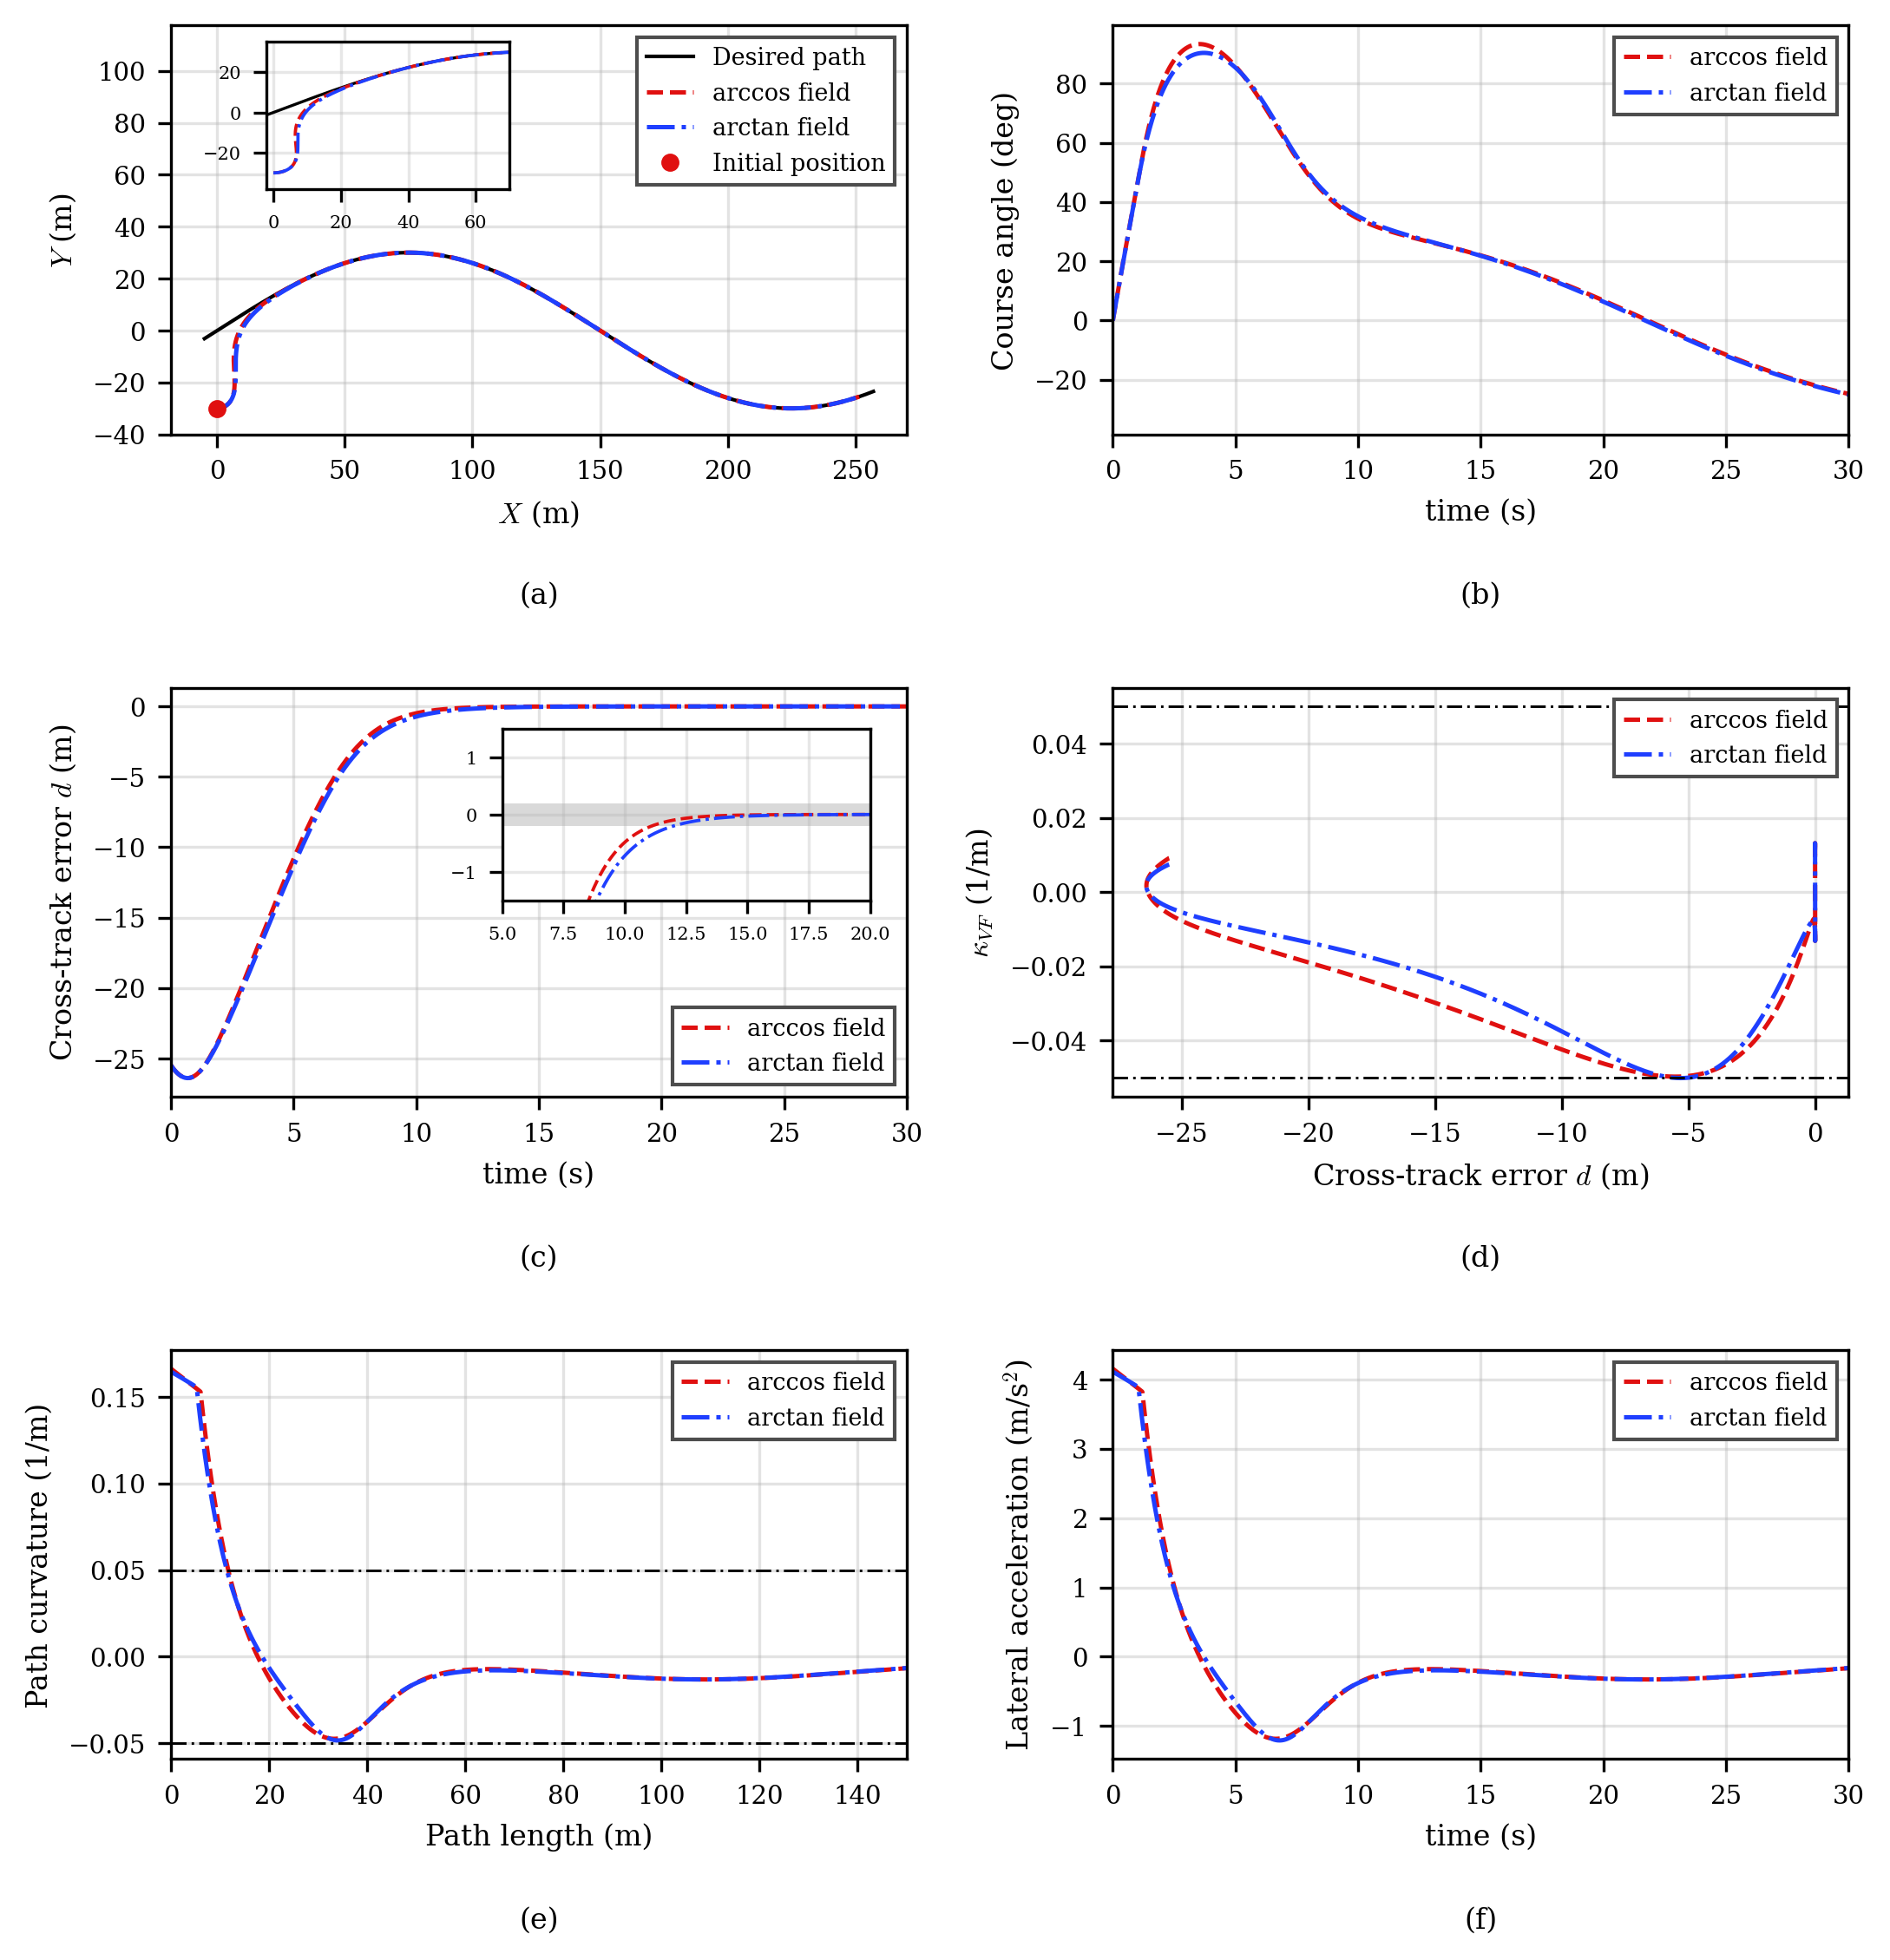 Y (m)
100
80
60
40
20
0
−20
−40
20
0
−20
0 20 40 60
Desired path
arccos field
arctan field
Initial position
0 50 100 150 200 250
X (m)
(a)
Course angle (deg)
80
60
40
20
0
−20
arccos field
arctan field
0 5 10 15 20 25 30
time (s)
(b)
Cross-track error d (m)
0
−5
−10
−15
−20
−25
1
0
−1
5.0 7.5 10.0 12.5 15.0 17.5 20.0
arccos field
arctan field
0 5 10 15 20 25 30
time (s)
(c)
κVF (1/m)
0.04
0.02
0.00
−0.02
−0.04
arccos field
arctan field
−25 −20 −15 −10 −5 0
Cross-track error d (m)
(d)
Path curvature (1/m)
0.15
0.10
0.05
0.00
−0.05
arccos field
arctan field
0 20 40 60 80 100 120 140
Path length (m)
(e)
Lateral acceleration (m/s²)
4
3
2
1
0
−1
arccos field
arctan field
0 5 10 15 20 25 30
time (s)
(f)